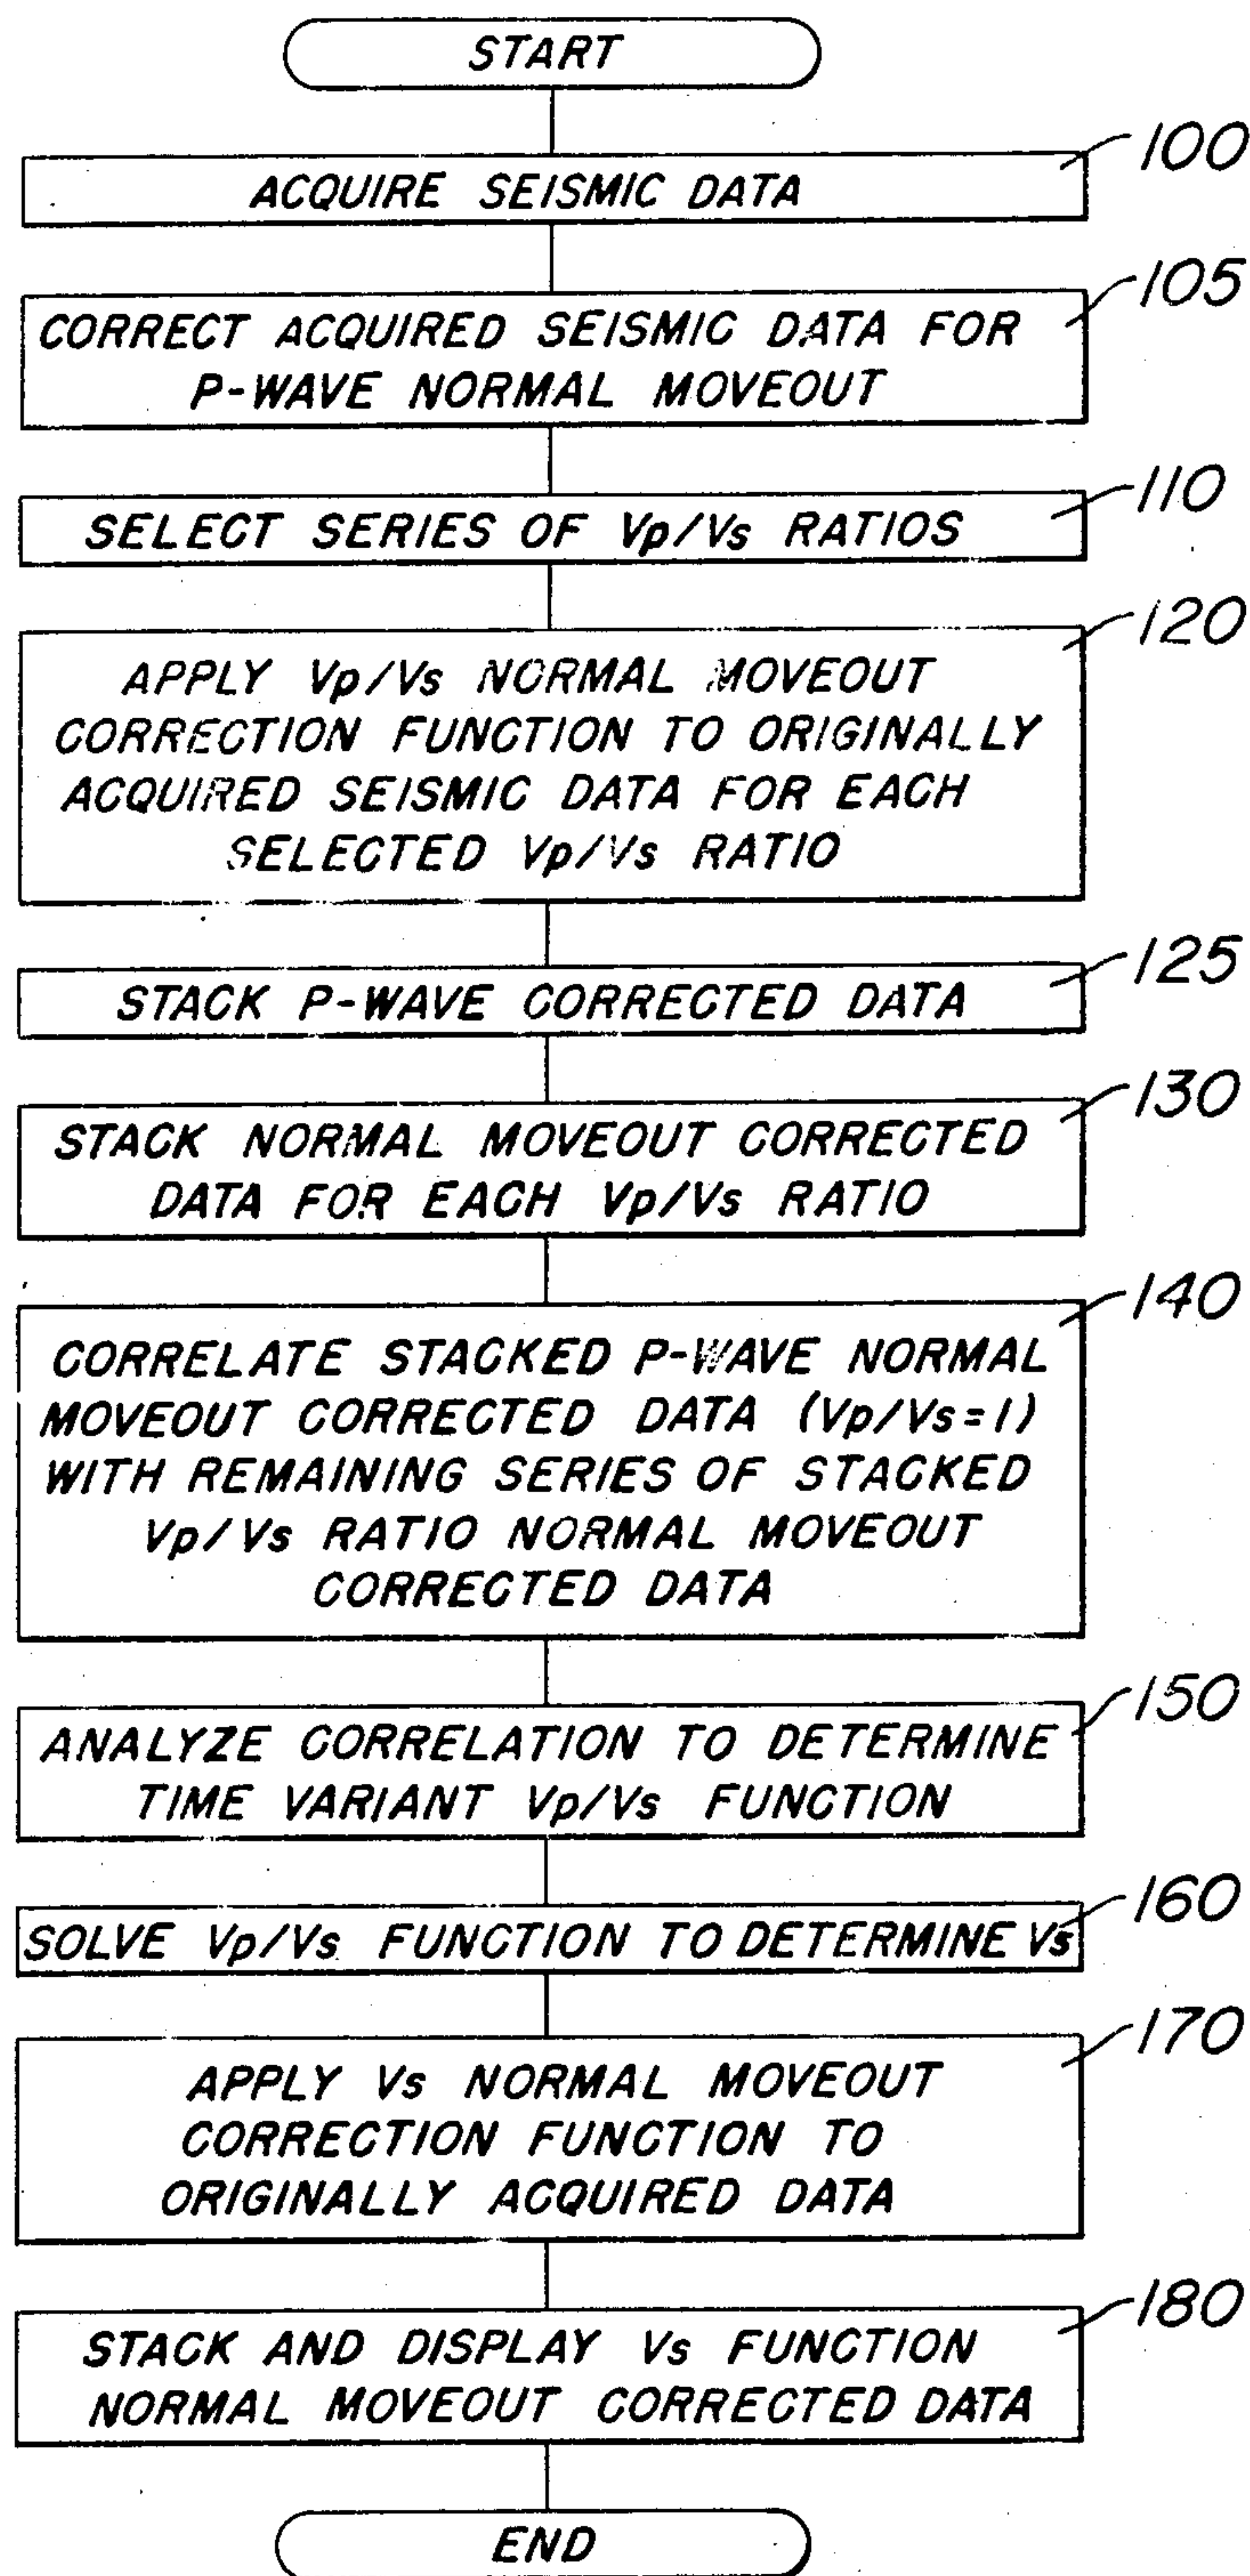 START
100
ACQUIRE SEISMIC DATA
105
CORRECT ACQUIRED SEISMIC DATA FOR
P-WAVE NORMAL MOVEOUT
110
SELECT SERIES OF Vp/Vs RATIOS
120
APPLY Vp/Vs NORMAL MOVEOUT
CORRECTION FUNCTION TO ORIGINALLY
ACQUIRED SEISMIC DATA FOR EACH
SELECTED Vp/Vs RATIO
125
STACK P-WAVE CORRECTED DATA
130
STACK NORMAL MOVEOUT CORRECTED
DATA FOR EACH Vp/Vs RATIO
140
CORRELATE STACKED P-WAVE NORMAL
MOVEOUT CORRECTED DATA (Vp/Vs=1)
WITH REMAINING SERIES OF STACKED
Vp/Vs RATIO NORMAL MOVEOUT
CORRECTED DATA
150
ANALYZE CORRELATION TO DETERMINE
TIME VARIANT Vp/Vs FUNCTION
160
SOLVE Vp/Vs FUNCTION TO DETERMINE Vs
170
APPLY Vs NORMAL MOVEOUT
CORRECTION FUNCTION TO
ORIGINALLY ACQUIRED DATA
180
STACK AND DISPLAY Vs FUNCTION
NORMAL MOVEOUT CORRECTED DATA
END